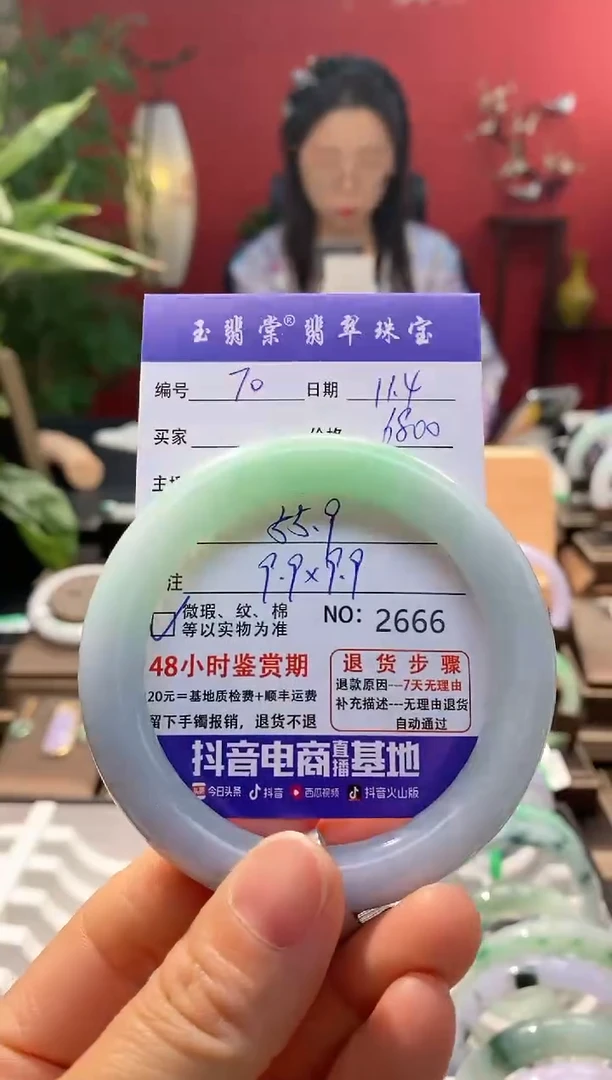 玉翡棠® 翡翠珠宝
编号 70 日期 11.4
买家 价格 6800
主播
55.9
注 9.9×9.9
微瑕、纹、棉
等以实物为准
NO: 2666
48小时鉴赏期
20元=基地质检费+顺丰运费
留下手镯报销，退货不退
退货步骤
退款原因---7天无理由
补充描述---无理由退货
自动通过
抖音电商直播基地
今日头条 抖音 西瓜视频 抖音火山版